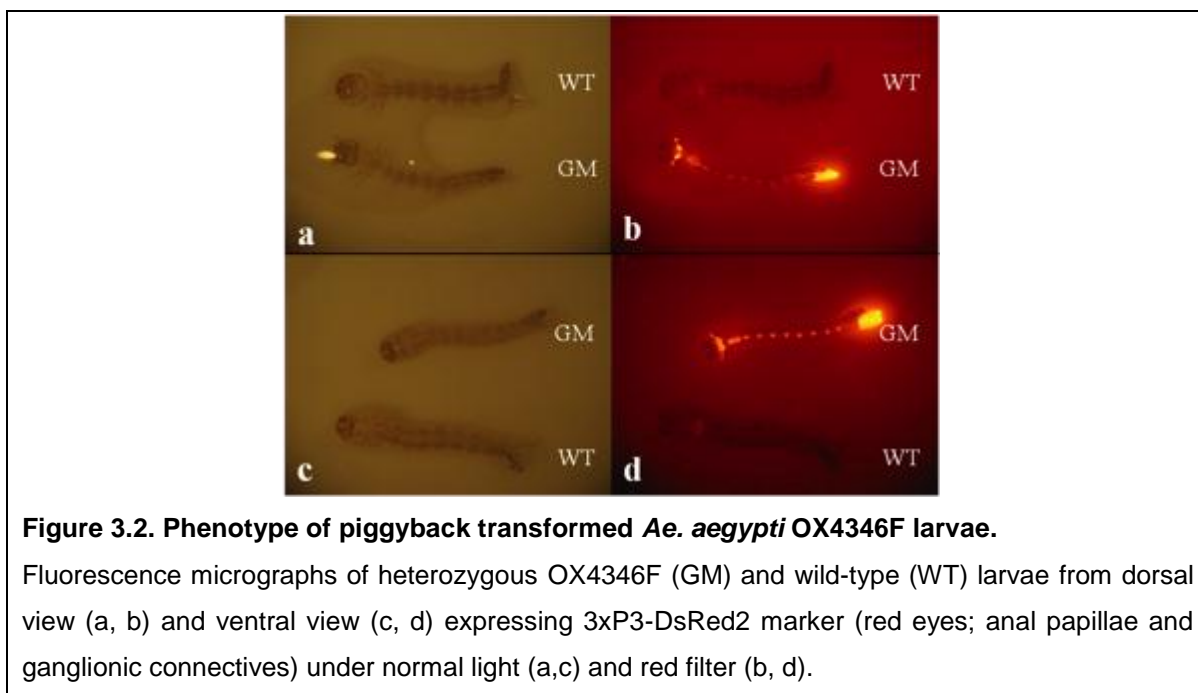 WT
WT
GM
GM
a
b
GM
GM
WT
WT
c
d
Figure 3.2. Phenotype of piggyback transformed Ae. aegypti OX4346F larvae.
Fluorescence micrographs of heterozygous OX4346F (GM) and wild-type (WT) larvae from dorsal
view (a, b) and ventral view (c, d) expressing 3xP3-DsRed2 marker (red eyes; anal papillae and
ganglionic connectives) under normal light (a,c) and red filter (b, d).